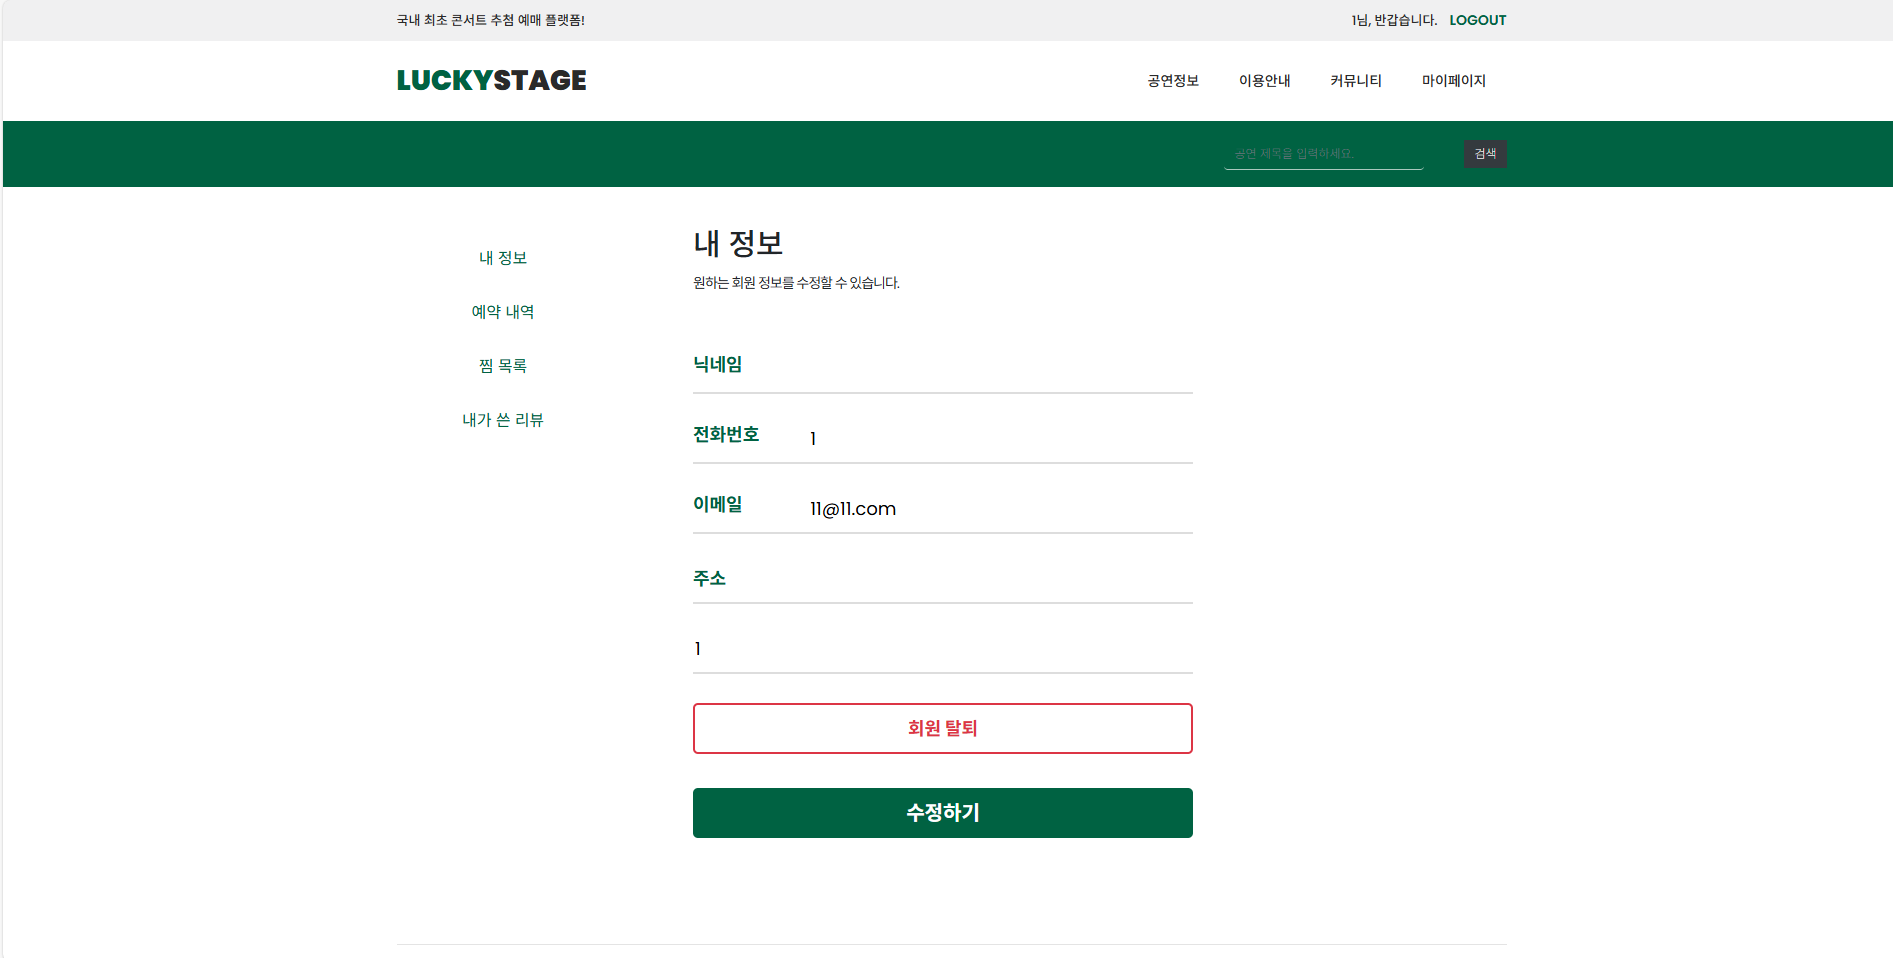 국내 최초 콘서트 추첨 예매 플랫폼!
1님, 반갑습니다. LOGOUT
LUCKYSTAGE
공연정보 이용안내 커뮤니티 마이페이지
공연 제목을 입력하세요. 검색
내 정보
예약 내역
찜 목록
내가 쓴 리뷰
내 정보
원하는 회원 정보를 수정할 수 있습니다.
닉네임
전화번호 1
이메일 11@11.com
주소
1
회원 탈퇴
수정하기